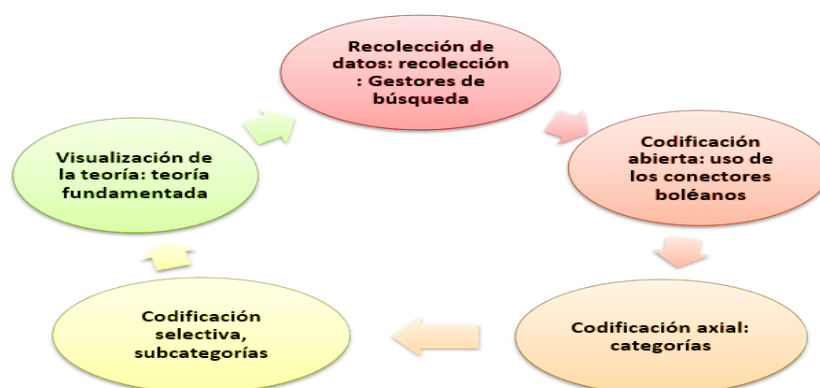 Recolección de
datos: recolección
: Gestores de
búsqueda
Codificación
abierta: uso de
los conectores
boléanos
Codificación axial:
categorías
Codificación
selectiva,
subcategorías
Visualización de
la teoría: teoría
fundamentada